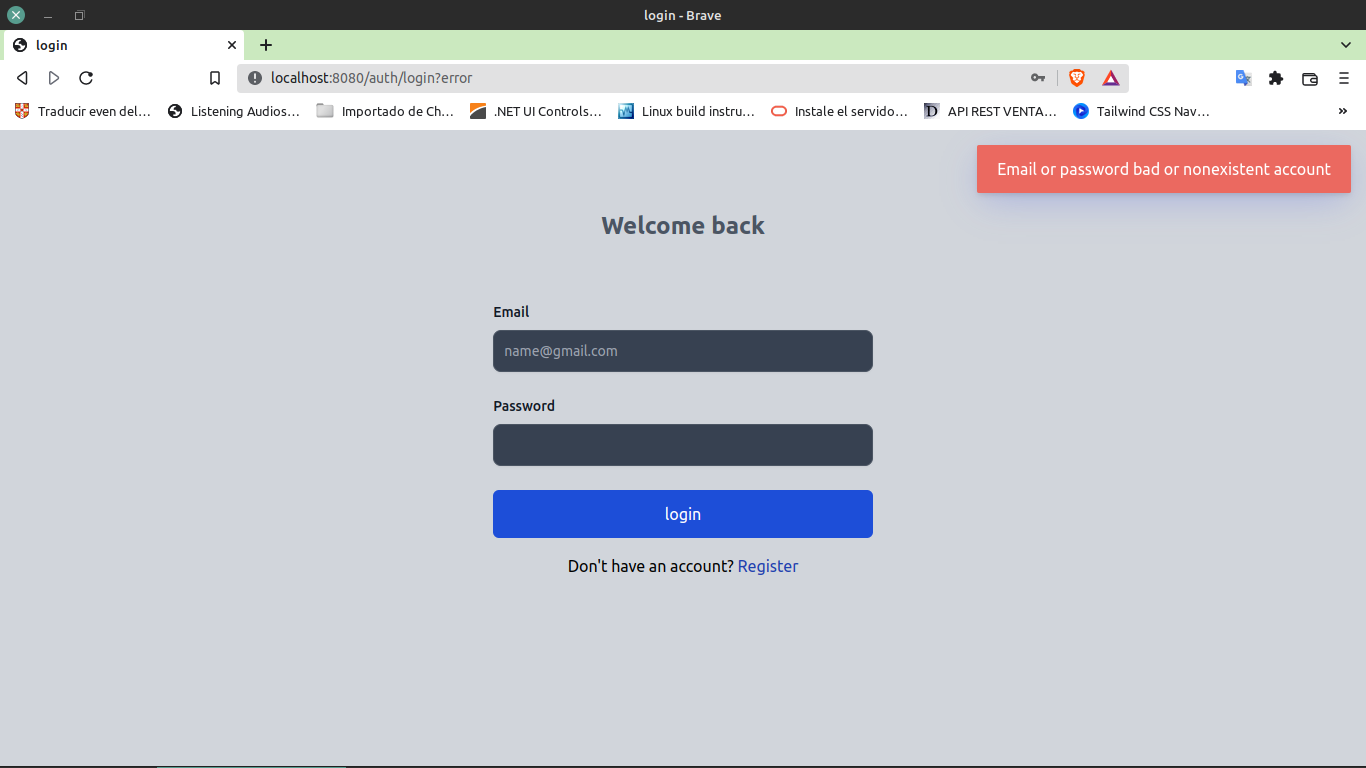 login - Brave
login
localhost:8080/auth/login?error
Traducir even del... Listening Audios... Importado de Ch... .NET UI Controls... Linux build instru... Instale el servido... D API REST VENTA... Tailwind CSS Nav... »
Email or password bad or nonexistent account
Welcome back
Email
name@gmail.com
Password
login
Don't have an account? Register